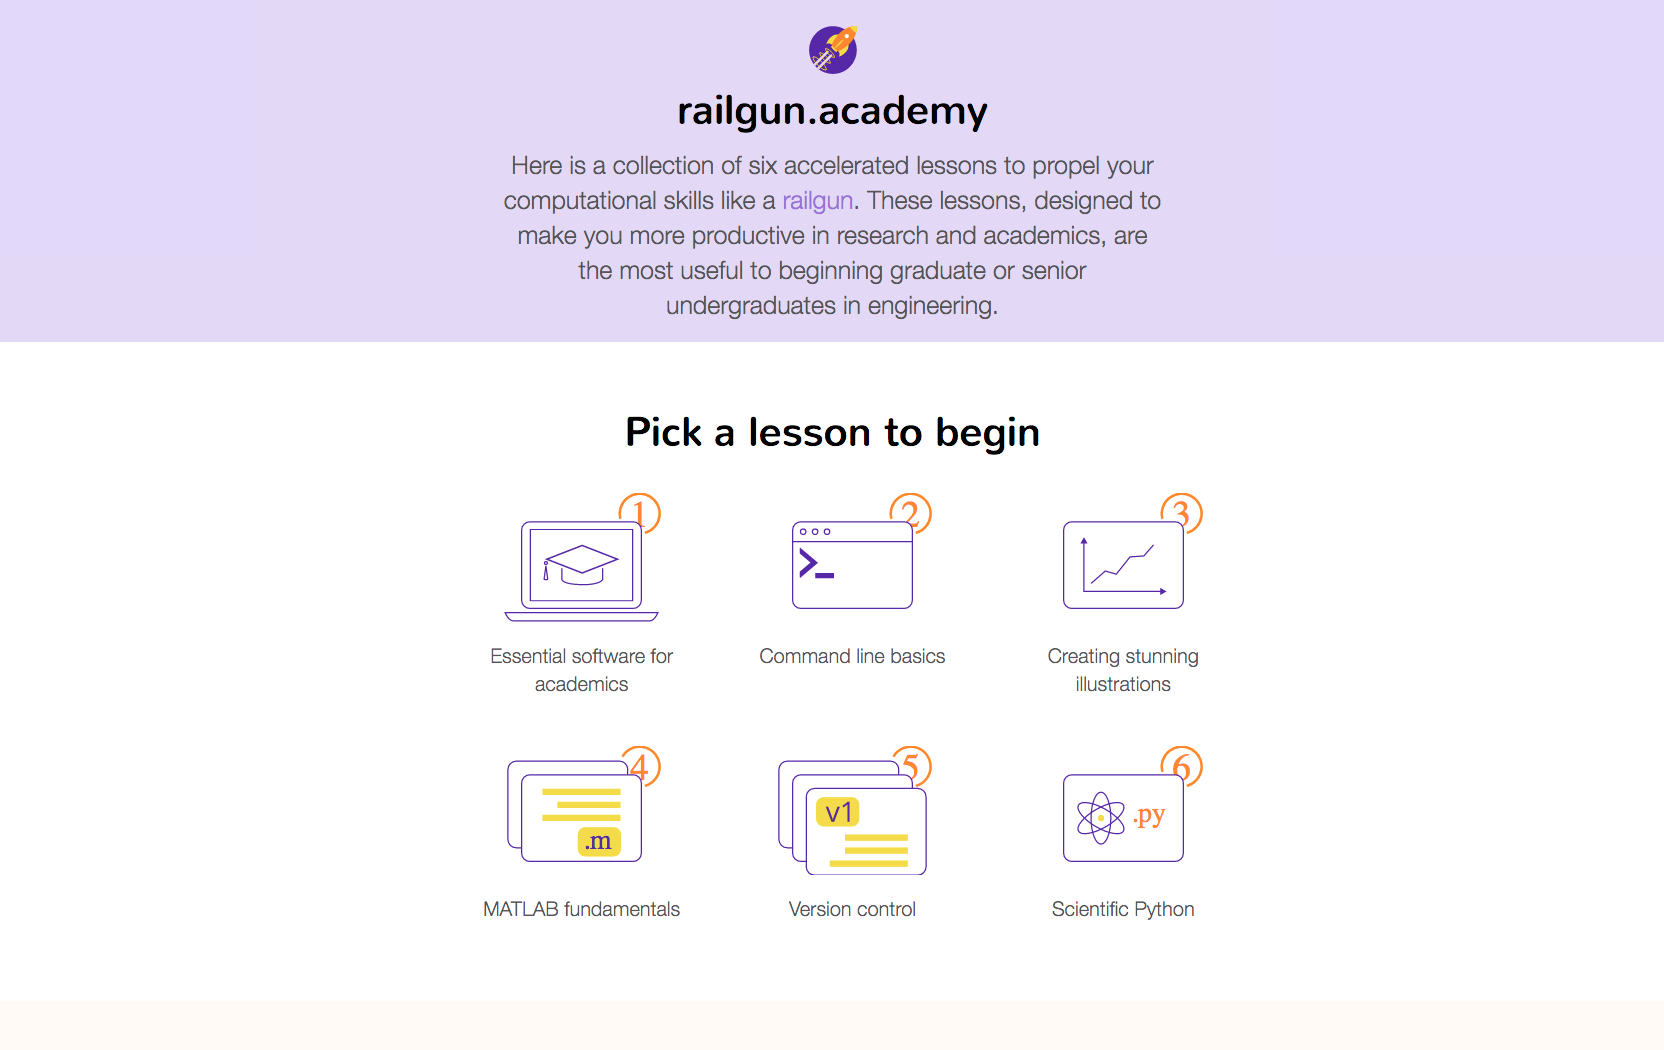 railgun.academy
Here is a collection of six accelerated lessons to propel your
computational skills like a railgun. These lessons, designed to
make you more productive in research and academics, are
the most useful to beginning graduate or senior
undergraduates in engineering.
Pick a lesson to begin
1
2
3
>_
Essential software for
academics
Command line basics
Creating stunning
illustrations
4
5
6
.m
v1
.py
MATLAB fundamentals
Version control
Scientific Python